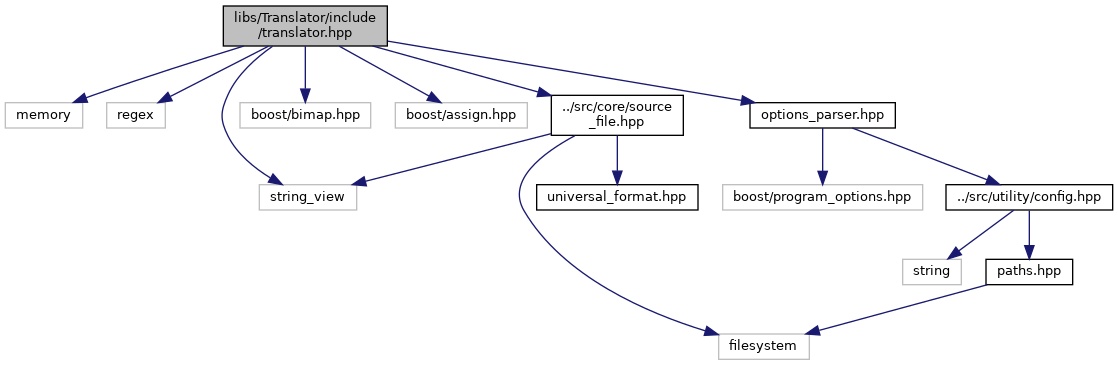 libs/Translator/include
/translator.hpp
memory
regex
boost/bimap.hpp
boost/assign.hpp
../src/core/source
_file.hpp
options_parser.hpp
string_view
universal_format.hpp
boost/program_options.hpp
../src/utility/config.hpp
string
paths.hpp
filesystem